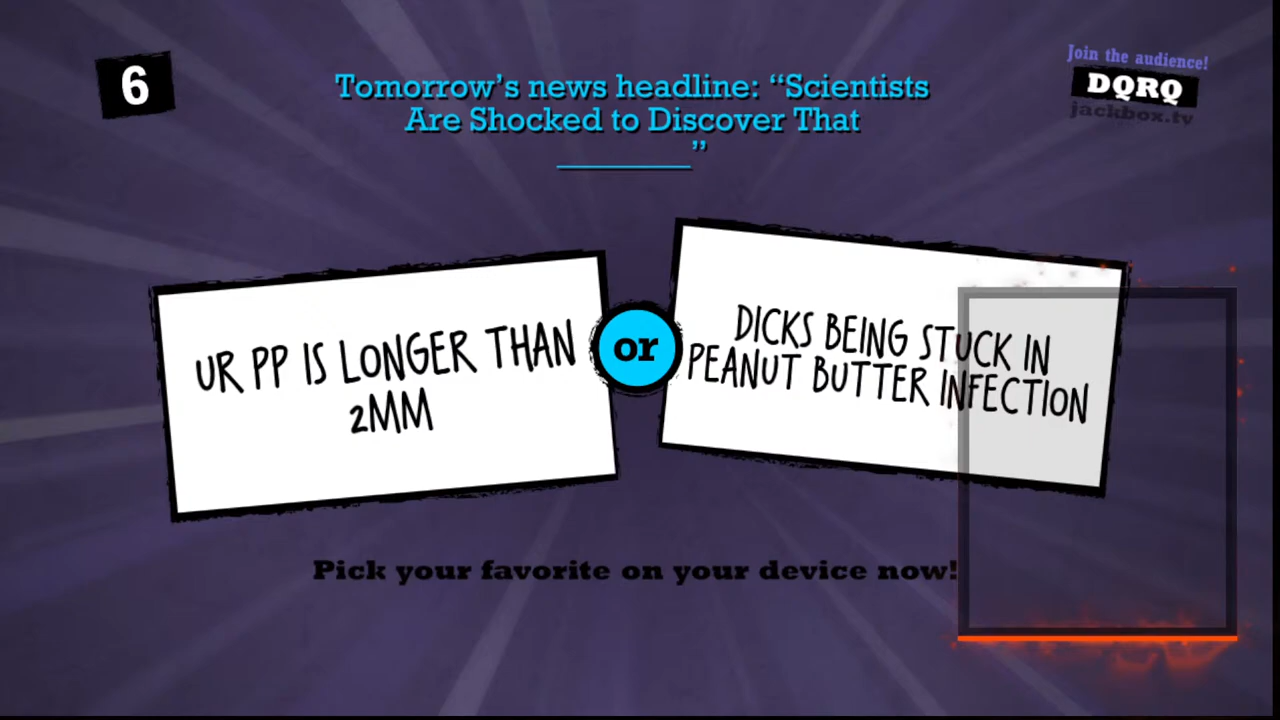 6
Join the audience!
DQRQ
jackbox.tv
Tomorrow's news headline: “Scientists
Are Shocked to Discover That
________”
UR PP IS LONGER THAN
2MM
or
DICKS BEING STUCK IN
PEANUT BUTTER INFECTION
Pick your favorite on your device now!